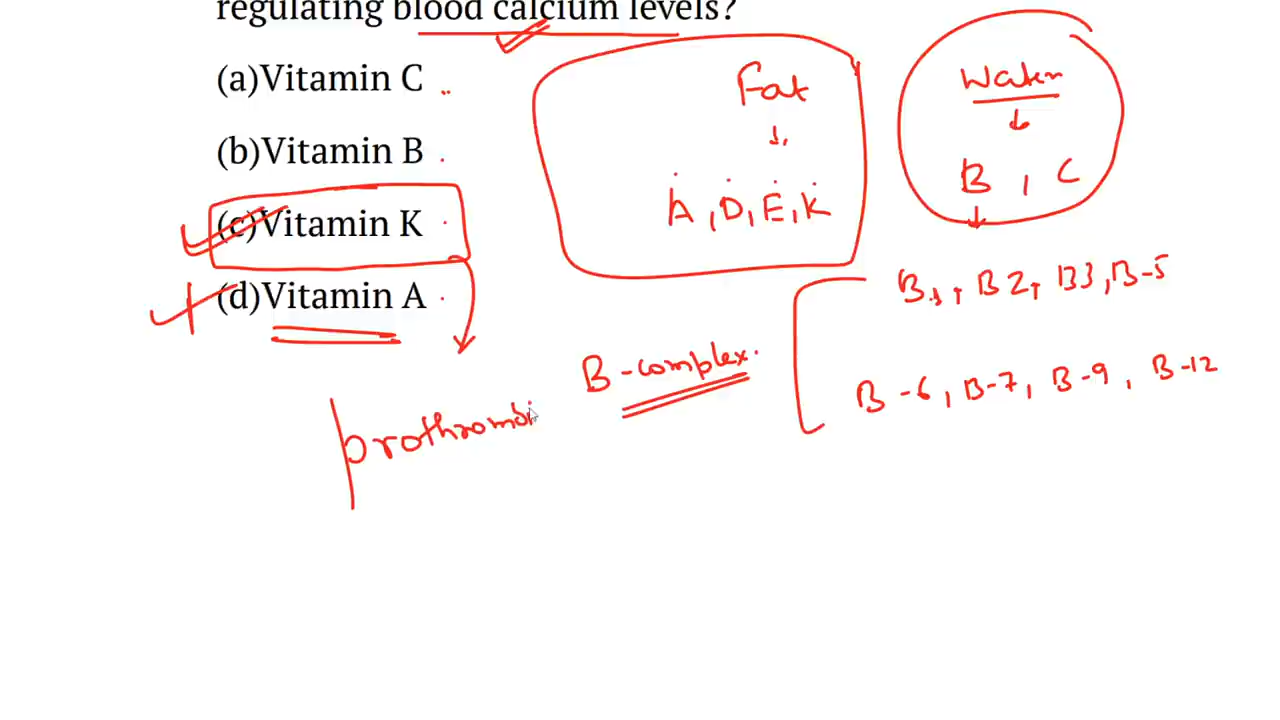 regulating blood calcium levels?
(a)Vitamin C
(b)Vitamin B
(c)Vitamin K
(d)Vitamin A
Fat
A, D, E, K
Water
B, C
B1, B2, B3, B-5
B-6, B-7, B-9, B-12
B-complex.
prothrombi